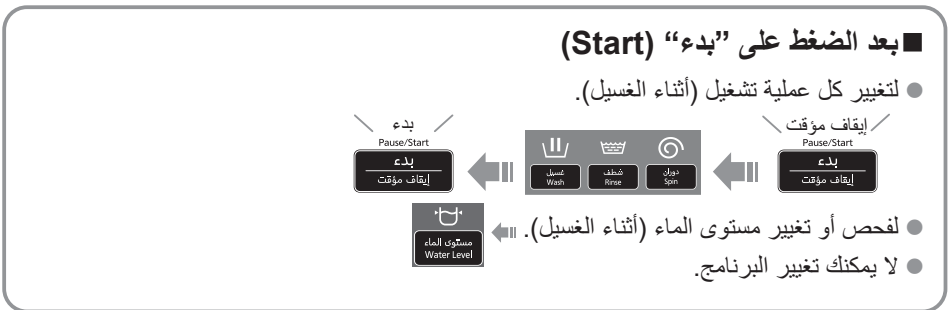 ■ بعد الضغط على ”بدء“ (Start)
● لتغيير كل عملية تشغيل (أثناء الغسيل).
إيقاف مؤقت
Pause/Start
بدء
إيقاف مؤقت
دوران
Spin
شطف
Rinse
غسيل
Wash
بدء
Pause/Start
بدء
إيقاف مؤقت
● لفحص أو تغيير مستوى الماء (أثناء الغسيل).
مستوى الماء
Water Level
● لا يمكنك تغيير البرنامج.